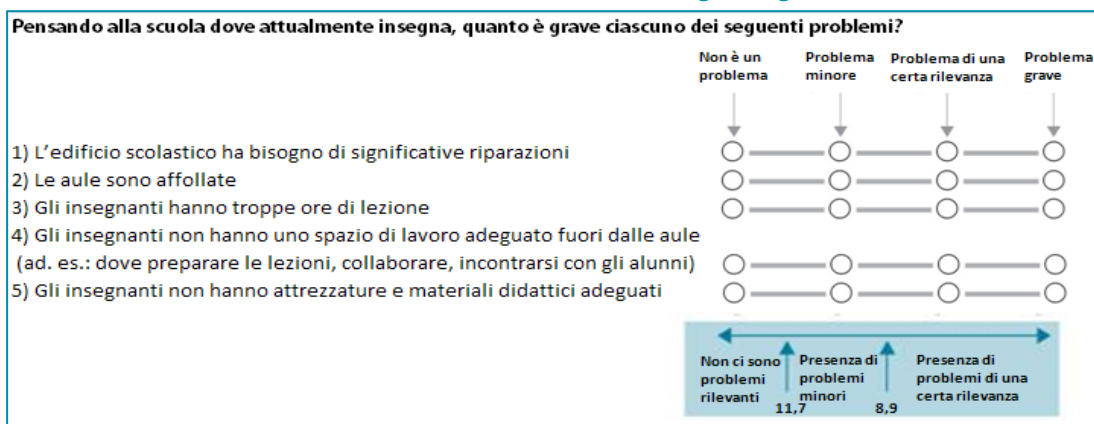 Pensando alla scuola dove attualmente insegna, quanto è grave ciascuno dei seguenti problemi?
Non è un problema
Problema minore
Problema di una certa rilevanza
Problema grave
1) L'edificio scolastico ha bisogno di significative riparazioni
2) Le aule sono affollate
3) Gli insegnanti hanno troppe ore di lezione
4) Gli insegnanti non hanno uno spazio di lavoro adeguato fuori dalle aule
(ad. es.: dove preparare le lezioni, collaborare, incontrarsi con gli alunni)
5) Gli insegnanti non hanno attrezzature e materiali didattici adeguati
Non ci sono
problemi
rilevanti
11,7
Presenza di
problemi
minori
8,9
Presenza di
problemi di una
certa rilevanza